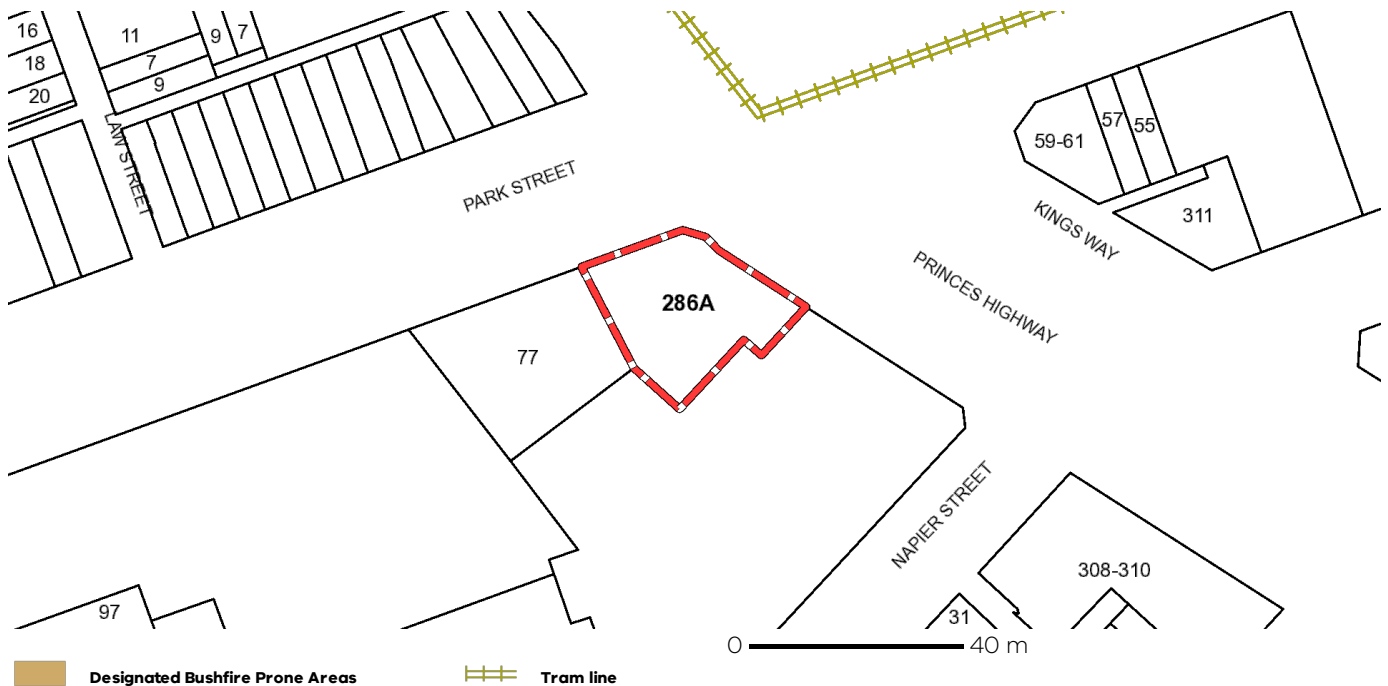 16
11
9
7
18
7
20
9
LAW STREET
PARK STREET
59-61
57
55
311
KINGS WAY
PRINCES HIGHWAY
286A
77
NAPIER STREET
308-310
97
31
0
40 m
Designated Bushfire Prone Areas
Tram line